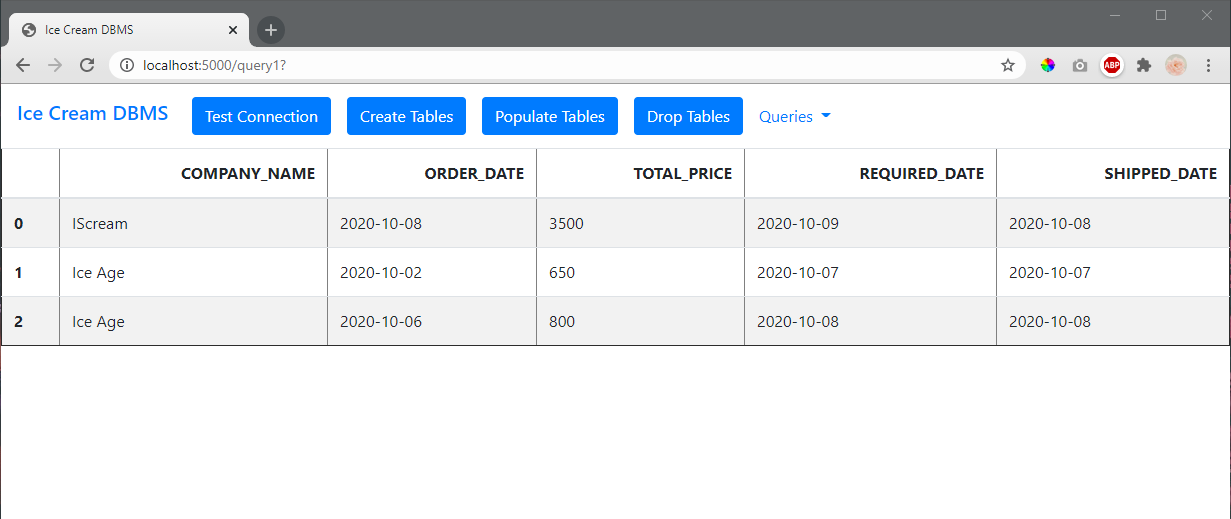 Ice Cream DBMS
localhost:5000/query1?
ABP
Ice Cream DBMS Test Connection Create Tables Populate Tables Drop Tables Queries
COMPANY_NAME ORDER_DATE TOTAL_PRICE REQUIRED_DATE SHIPPED_DATE
0 IScream 2020-10-08 3500 2020-10-09 2020-10-08
1 Ice Age 2020-10-02 650 2020-10-07 2020-10-07
2 Ice Age 2020-10-06 800 2020-10-08 2020-10-08